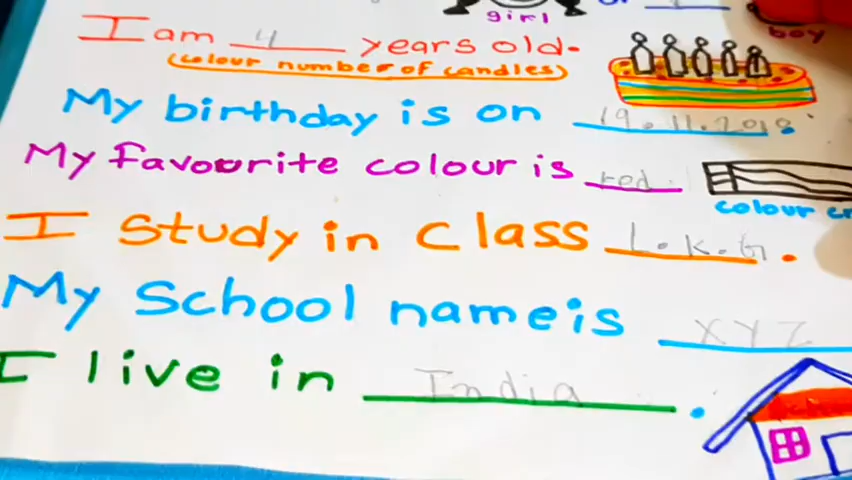 girl
boy
I am 4 years old.
(colour number of candles)
My birthday is on 19.11.2018.
My favourite colour is red.
colour
I study in Class L.K.G.
My School name is XYZ
I live in India.